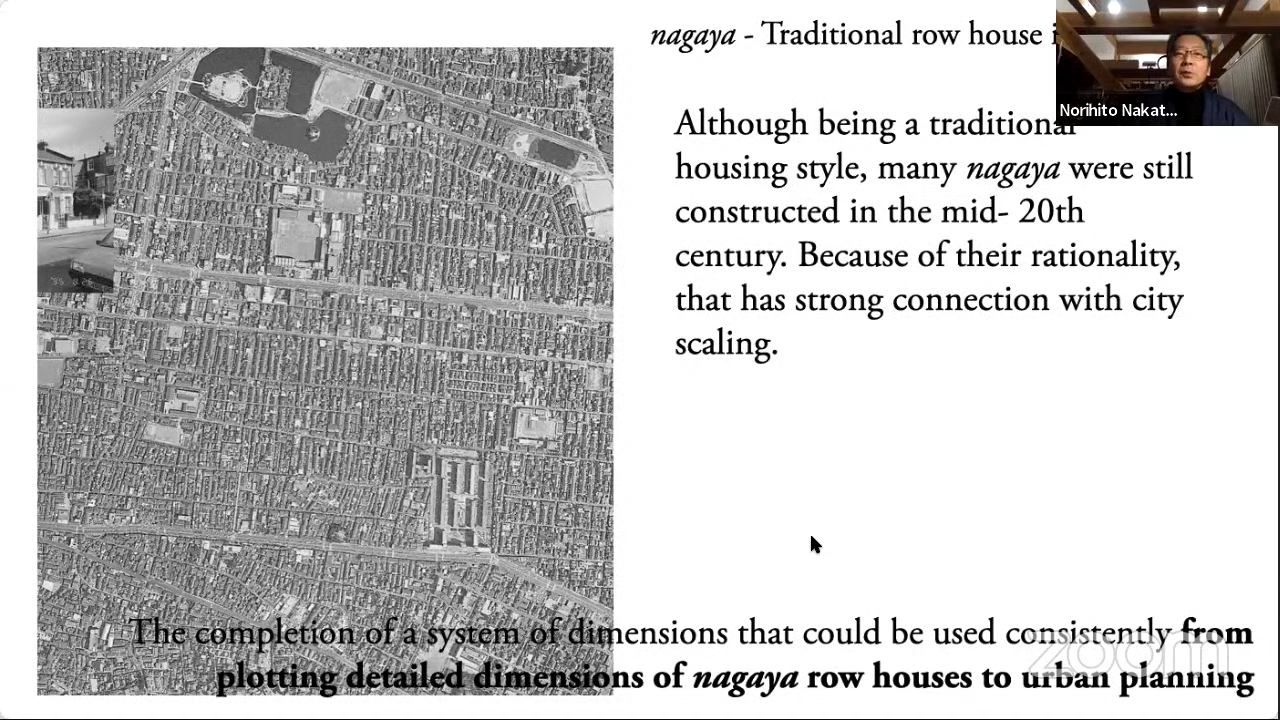 nagaya - Traditional row house
Norihito Nakat...
Although being a traditional
housing style, many nagaya were still
constructed in the mid- 20th
century. Because of their rationality,
that has strong connection with city
scaling.
The completion of a system of dimensions that could be used consistently from
plotting detailed dimensions of nagaya row houses to urban planning
zoom